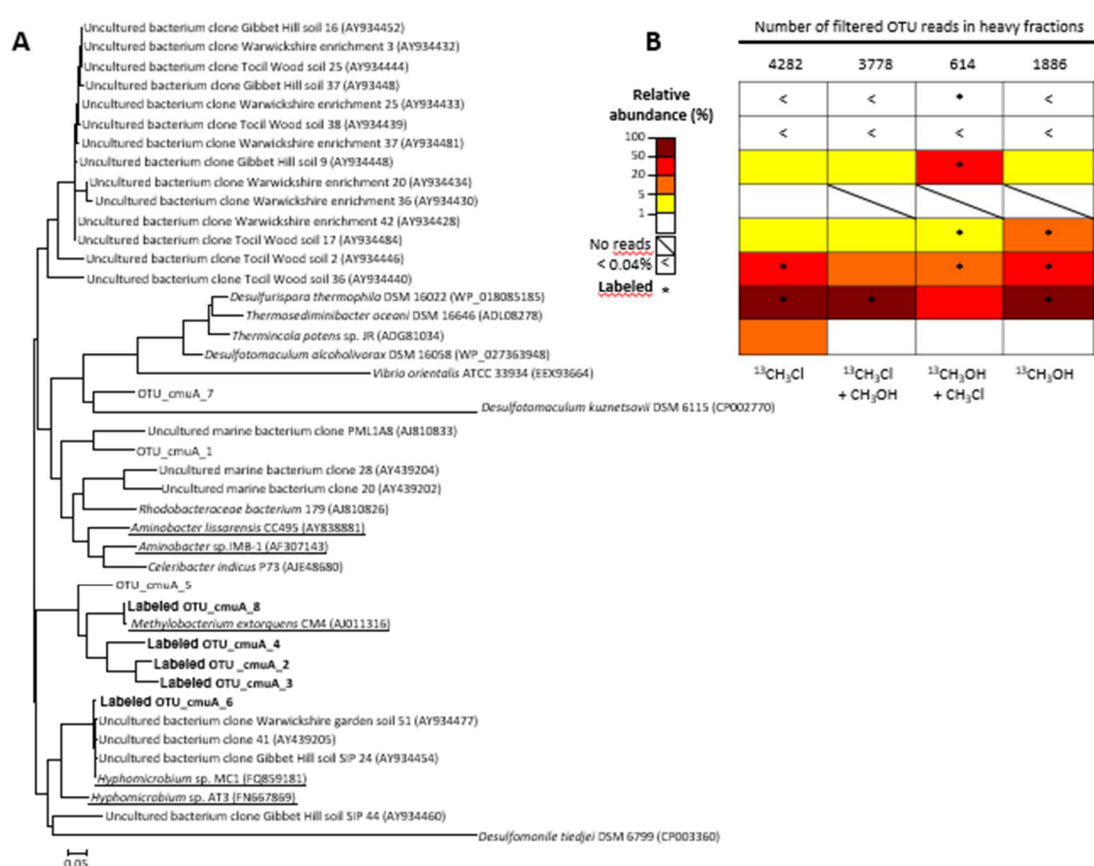 A
Uncultured bacterium clone Gibbet Hill soil 16 (AY934452)
Uncultured bacterium clone Warwickshire enrichment 3 (AY934432)
Uncultured bacterium clone Tocil Wood soil 25 (AY934444)
Uncultured bacterium clone Gibbet Hill soil 37 (AY93448)
Uncultured bacterium clone Warwickshire enrichment 25 (AY934433)
Uncultured bacterium clone Tocil Wood soil 38 (AY934439)
Uncultured bacterium clone Warwickshire enrichment 37 (AY934481)
Uncultured bacterium clone Gibbet Hill soil 9 (AY934448)
Uncultured bacterium clone Warwickshire enrichment 20 (AY934434)
Uncultured bacterium clone Warwickshire enrichment 36 (AY934430)
Uncultured bacterium clone Warwickshire enrichment 42 (AY934428)
Uncultured bacterium clone Tocil Wood soil 17 (AY934484)
Uncultured bacterium clone Tocil Wood soil 2 (AY934446)
Uncultured bacterium clone Tocil Wood soil 36 (AY934440)
Desulfurispora thermophila DSM 16022 (WP_018085185)
Thermosediminibacter oceani DSM 16646 (ADL08278)
Thermincola potens sp. JR (ADG81034)
Desulfotomaculum alcoholivorax DSM 16058 (WP_027363948)
Vibrio orientalis ATCC 33934 (EEX93664)
OTU_cmuA_7
Desulfotomaculum kuznetsovii DSM 6115 (CP002770)
Uncultured marine bacterium clone PML1A8 (AJ810833)
OTU_cmuA_1
Uncultured marine bacterium clone 28 (AY439204)
Uncultured marine bacterium clone 20 (AY439202)
Rhodobacteraceae bacterium 179 (AJ810826)
Aminobacter lissarensis CC495 (AY838881)
Aminobacter sp.IMB-1 (AF307143)
Celeribacter indicus P73 (AJE48680)
OTU_cmuA_5
Labeled OTU_cmuA_8
Methylobacterium extorquens CM4 (AJ011316)
Labeled OTU_cmuA_4
Labeled OTU_cmuA_2
Labeled OTU_cmuA_3
Labeled OTU_cmuA_6
Uncultured bacterium clone Warwickshire garden soil 51 (AY934477)
Uncultured bacterium clone 41 (AY439205)
Uncultured bacterium clone Gibbet Hill soil SIP 24 (AY934454)
Hyphomicrobium sp. MC1 (FQ859181)
Hyphomicrobium sp. AT3 (FN667869)
Uncultured bacterium clone Gibbet Hill soil SIP 44 (AY934460)
Desulfomonile tiedjei DSM 6799 (CP003360)
0.05
B
Number of filtered OTU reads in heavy fractions
4282 3778 614 1886
< < * <
< < < <
*
* *
* * *
* * *
Relative
abundance (%)
100
50
20
5
1
No reads
< 0.04% <
Labeled *
¹³CH₃Cl ¹³CH₃Cl ¹³CH₃OH ¹³CH₃OH
+ CH₃OH + CH₃Cl